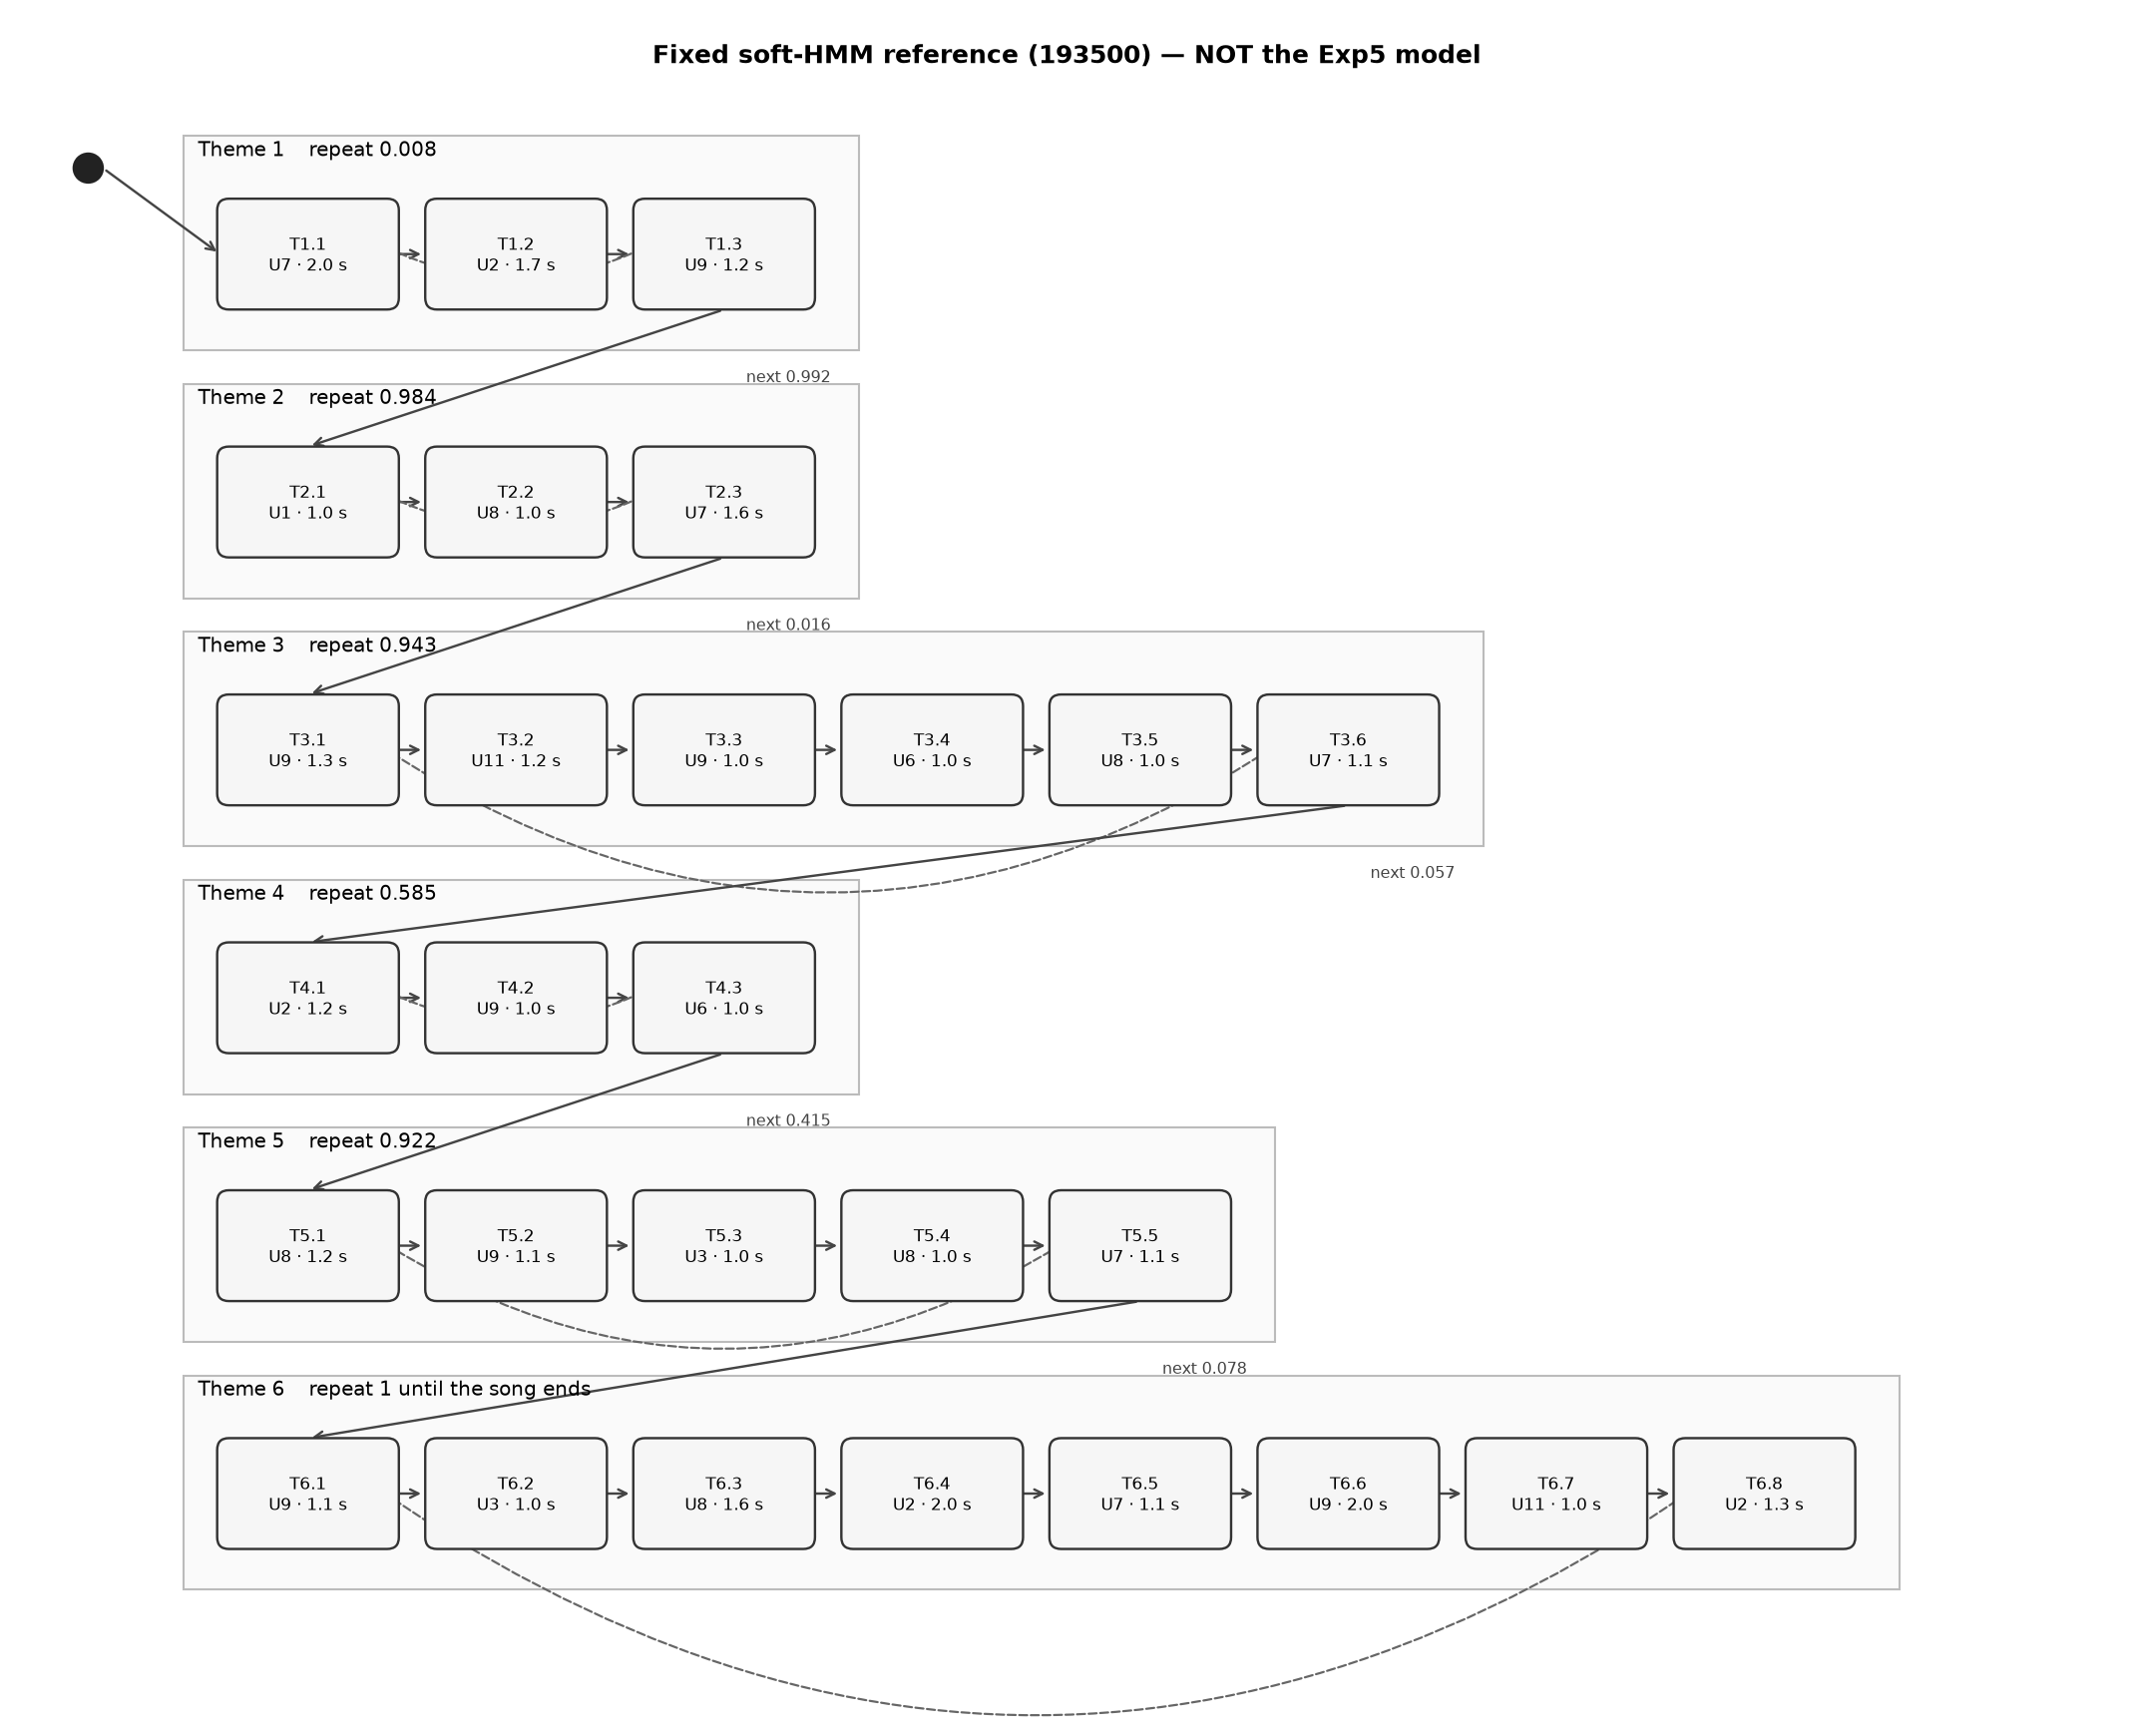 Fixed soft-HMM reference (193500) — NOT the Exp5 model
Theme 1 repeat 0.008
T1.1
U7 · 2.0 s
T1.2
U2 · 1.7 s
T1.3
U9 · 1.2 s
next 0.992
Theme 2 repeat 0.984
T2.1
U1 · 1.0 s
T2.2
U8 · 1.0 s
T2.3
U7 · 1.6 s
next 0.016
Theme 3 repeat 0.943
T3.1
U9 · 1.3 s
T3.2
U11 · 1.2 s
T3.3
U9 · 1.0 s
T3.4
U6 · 1.0 s
T3.5
U8 · 1.0 s
T3.6
U7 · 1.1 s
next 0.057
Theme 4 repeat 0.585
T4.1
U2 · 1.2 s
T4.2
U9 · 1.0 s
T4.3
U6 · 1.0 s
next 0.415
Theme 5 repeat 0.922
T5.1
U8 · 1.2 s
T5.2
U9 · 1.1 s
T5.3
U3 · 1.0 s
T5.4
U8 · 1.0 s
T5.5
U7 · 1.1 s
next 0.078
Theme 6 repeat 1 until the song ends
T6.1
U9 · 1.1 s
T6.2
U3 · 1.0 s
T6.3
U8 · 1.6 s
T6.4
U2 · 2.0 s
T6.5
U7 · 1.1 s
T6.6
U9 · 2.0 s
T6.7
U11 · 1.0 s
T6.8
U2 · 1.3 s